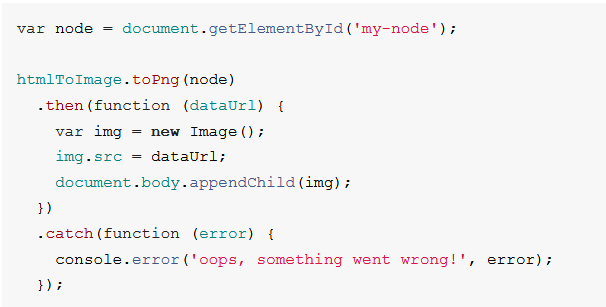 var node = document.getElementById('my-node');
htmlToImage.toPng(node)
.then(function (dataUrl) {
var img = new Image();
img.src = dataUrl;
document.body.appendChild(img);
})
.catch(function (error) {
console.error('oops, something went wrong!', error);
});